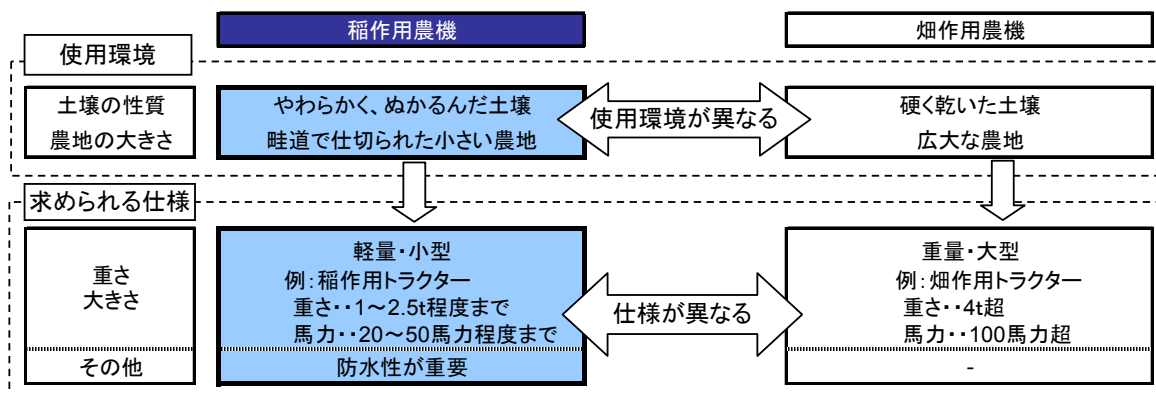 稲作用農機
畑作用農機
使用環境
土壌の性質
農地の大きさ
やわらかく、ぬかるんだ土壌
畦道で仕切られた小さい農地
使用環境が異なる
硬く乾いた土壌
広大な農地
求められる仕様
重さ
大きさ
軽量・小型
例：稲作用トラクター
重さ・・1～2.5t程度まで
馬力・・20～50馬力程度まで
仕様が異なる
重量・大型
例：畑作用トラクター
重さ・・4t超
馬力・・100馬力超
その他
防水性が重要
-